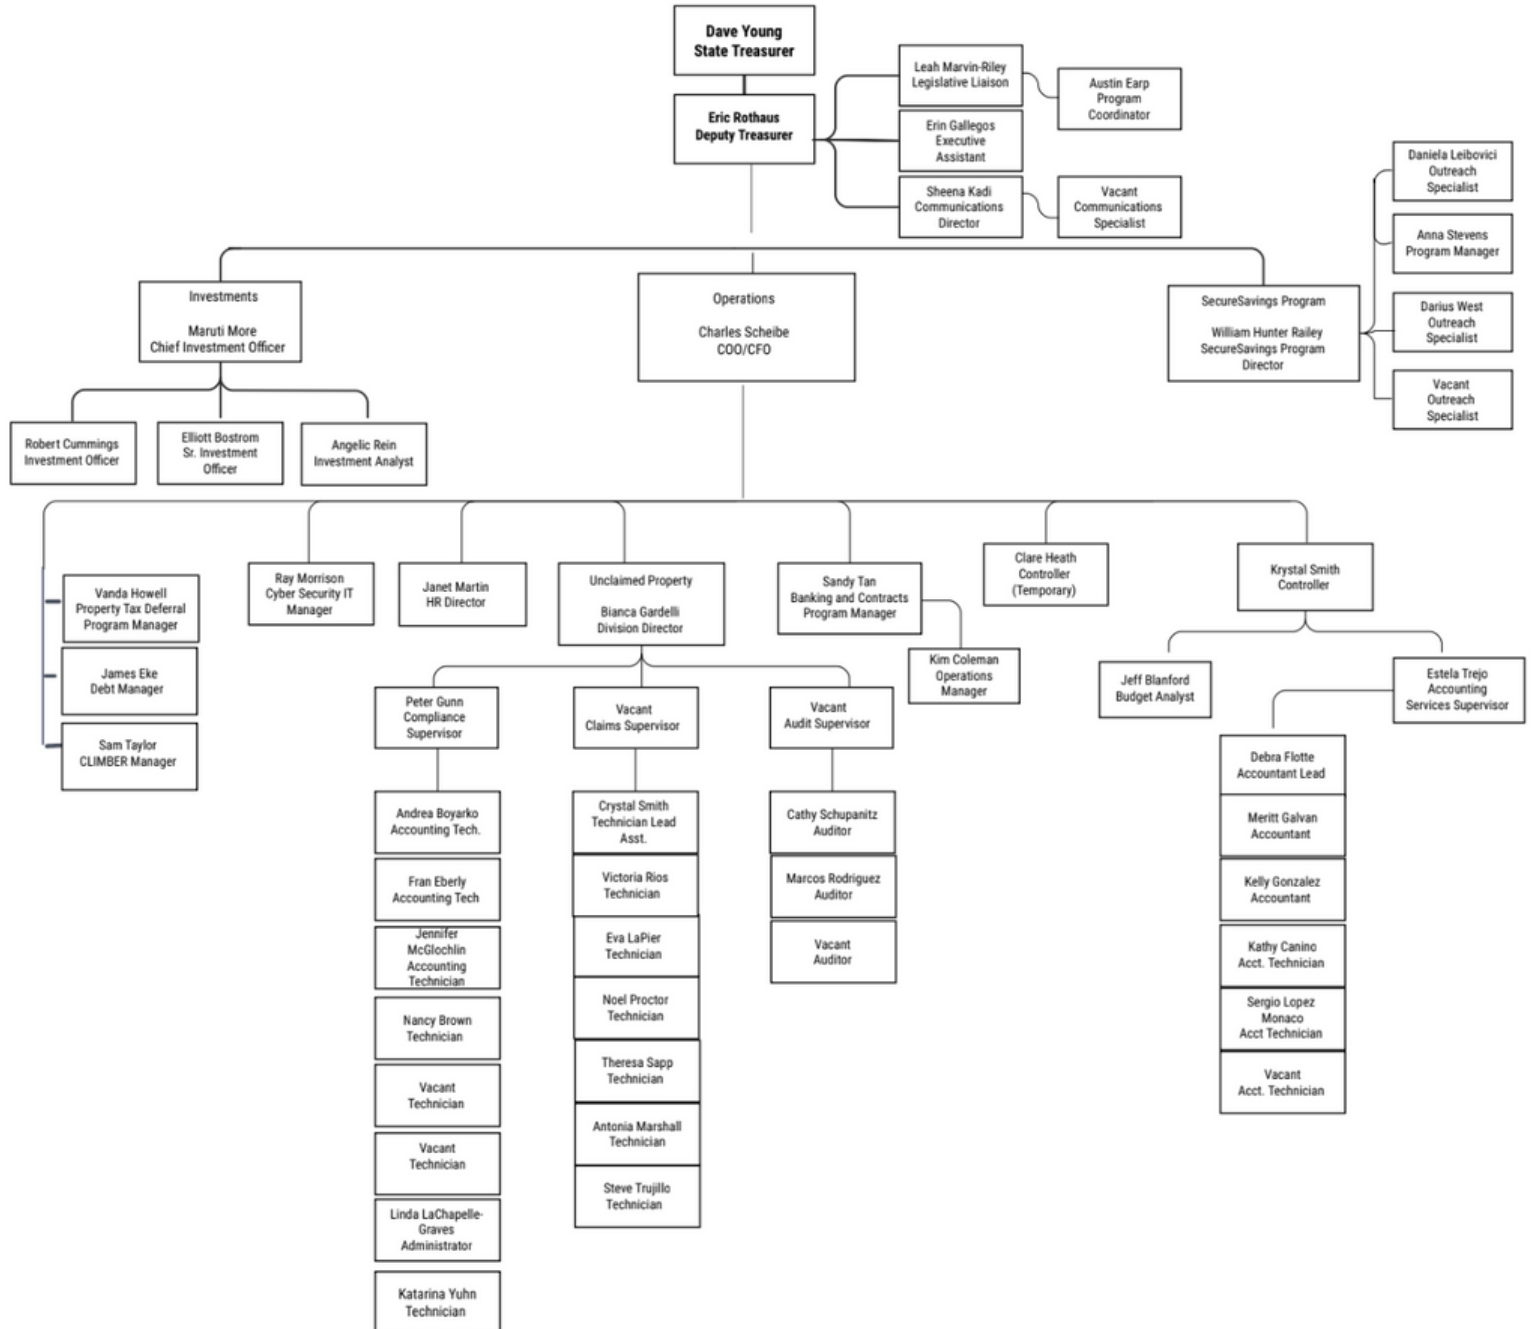 Dave Young
State Treasurer
Eric Rothaus
Deputy Treasurer
Leah Marvin-Riley
Legislative Liaison
Austin Earp
Program
Coordinator
Erin Gallegos
Executive
Assistant
Sheena Kadi
Communications
Director
Vacant
Communications
Specialist
Daniela Leibovici
Outreach
Specialist
Anna Stevens
Program Manager
Darius West
Outreach
Specialist
Vacant
Outreach
Specialist
Investments
Maruti More
Chief Investment Officer
Operations
Charles Scheibe
COO/CFO
SecureSavings Program
William Hunter Railey
SecureSavings Program
Director
Robert Cummings
Investment Officer
Elliott Bostrom
Sr. Investment
Officer
Angelic Rein
Investment Analyst
Vanda Howell
Property Tax Deferral
Program Manager
James Eke
Debt Manager
Sam Taylor
CLIMBER Manager
Ray Morrison
Cyber Security IT
Manager
Janet Martin
HR Director
Unclaimed Property
Bianca Gardelli
Division Director
Sandy Tan
Banking and Contracts
Program Manager
Kim Coleman
Operations
Manager
Clare Heath
Controller
(Temporary)
Krystal Smith
Controller
Jeff Blanford
Budget Analyst
Estela Trejo
Accounting
Services Supervisor
Peter Gunn
Compliance
Supervisor
Vacant
Claims Supervisor
Vacant
Audit Supervisor
Andrea Boyarko
Accounting Tech.
Fran Eberly
Accounting Tech
Jennifer
McGlochlin
Accounting
Technician
Nancy Brown
Technician
Vacant
Technician
Vacant
Technician
Linda LaChapelle-
Graves
Administrator
Katarina Yuhn
Technician
Crystal Smith
Technician Lead
Asst.
Victoria Rios
Technician
Eva LaPier
Technician
Noel Proctor
Technician
Theresa Sapp
Technician
Antonia Marshall
Technician
Steve Trujillo
Technician
Cathy Schupanitz
Auditor
Marcos Rodriguez
Auditor
Vacant
Auditor
Debra Flotte
Accountant Lead
Meritt Galvan
Accountant
Kelly Gonzalez
Accountant
Kathy Canino
Acct. Technician
Sergio Lopez
Monaco
Acct Technician
Vacant
Acct. Technician